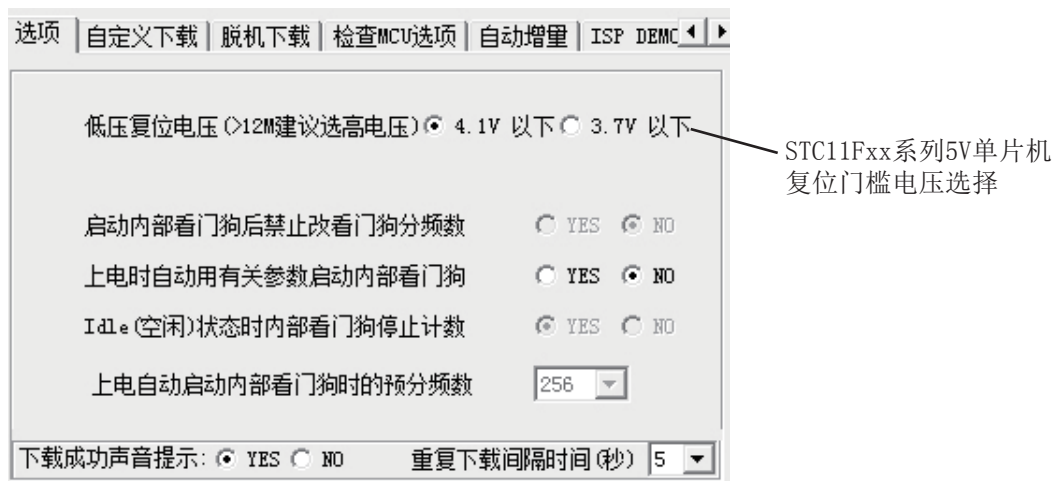 选项 自定义下载 脱机下载 检查MCU选项 自动增量 ISP DEMO
低压复位电压(>12M建议选高电压) 4.1V 以下 3.7V 以下
STC11Fxx系列5V单片机
复位门槛电压选择
启动内部看门狗后禁止改看门狗分频数 YES NO
上电时自动用有关参数启动内部看门狗 YES NO
Idle(空闲)状态时内部看门狗停止计数 YES NO
上电自动启动内部看门狗时的预分频数 256
下载成功声音提示: YES NO 重复下载间隔时间(秒) 5